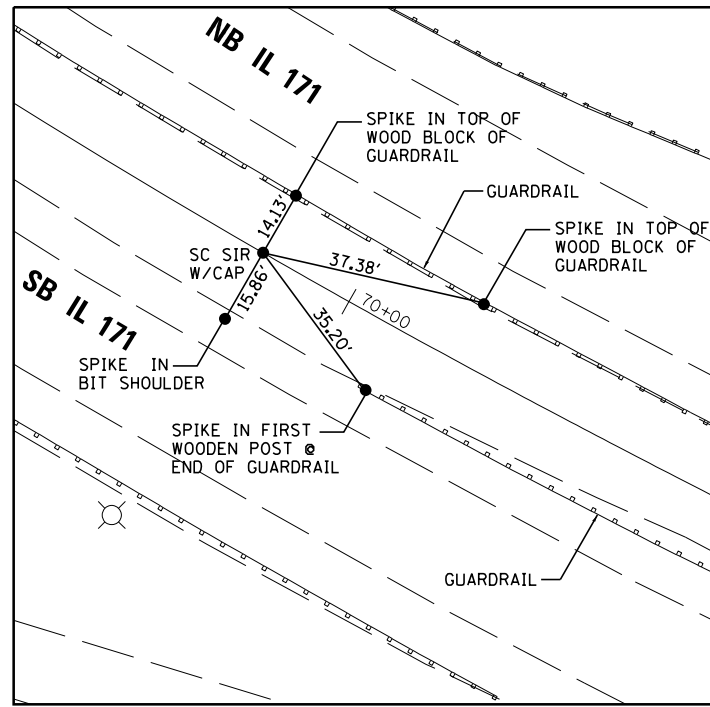 NB IL 171
SPIKE IN TOP OF
WOOD BLOCK OF
GUARDRAIL
GUARDRAIL
SPIKE IN TOP OF
WOOD BLOCK OF
GUARDRAIL
14.13'
SC SIR
W/CAP
37.38'
15.86'
70+00
35.20'
SB IL 171
SPIKE IN
BIT SHOULDER
SPIKE IN FIRST
WOODEN POST @
END OF GUARDRAIL
GUARDRAIL